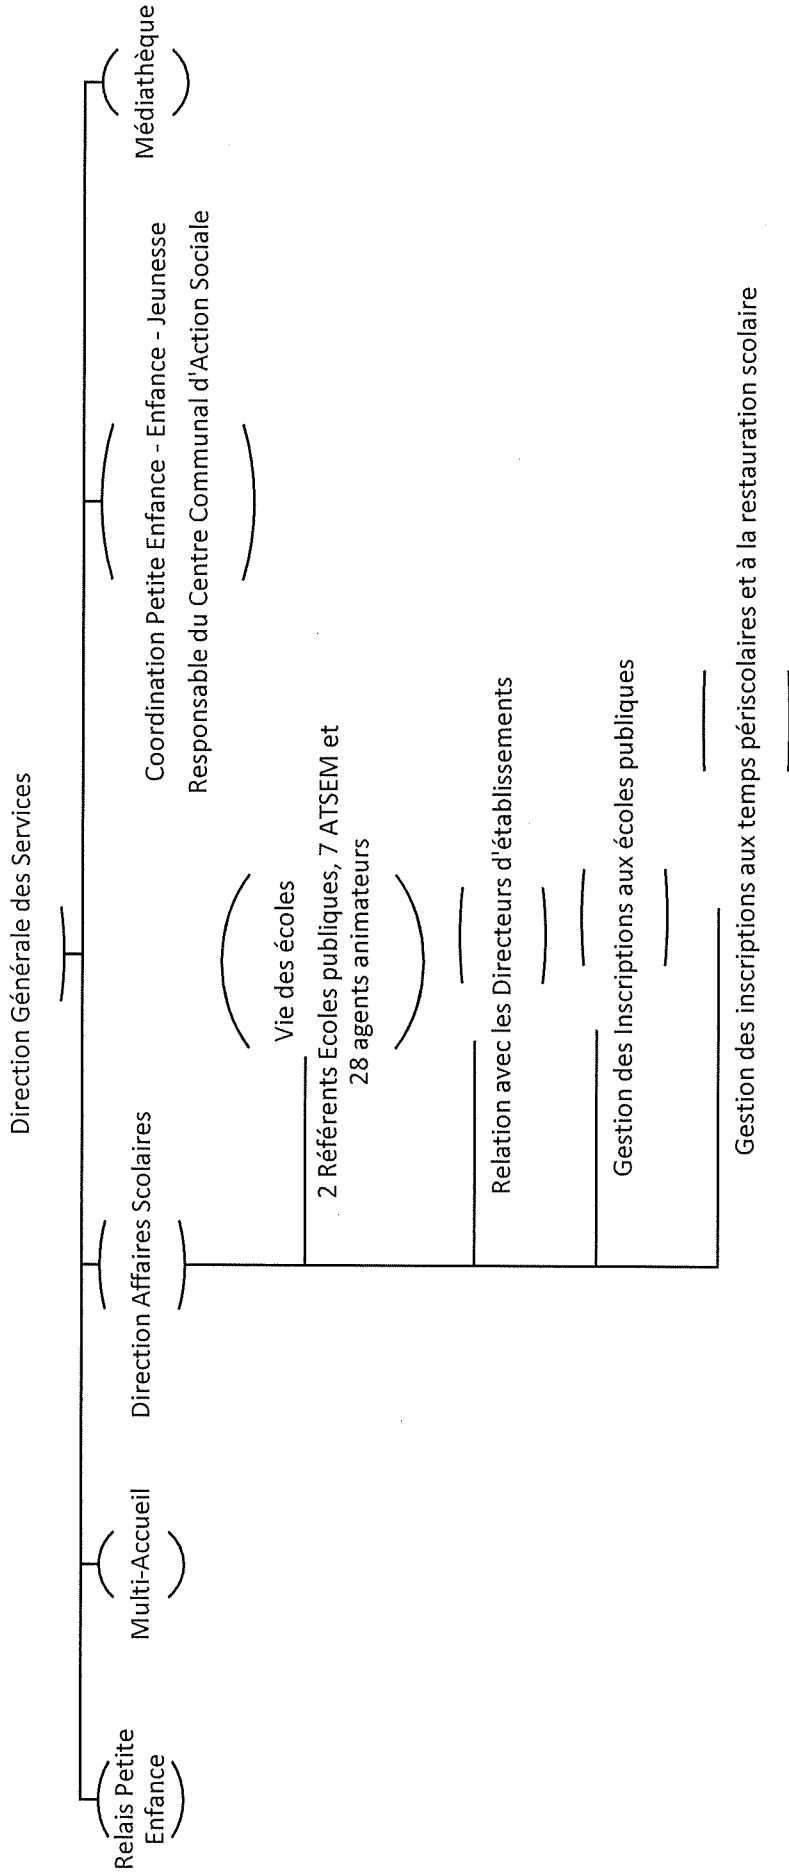 Direction Générale des Services
Relais Petite
Enfance
Multi-Accueil
Direction Affaires Scolaires
Coordination Petite Enfance - Enfance - Jeunesse
Responsable du Centre Communal d'Action Sociale
Médiathèque
Vie des écoles
2 Référents Ecoles publiques, 7 ATSEM et
28 agents animateurs
Relation avec les Directeurs d'établissements
Gestion des Inscriptions aux écoles publiques
Gestion des inscriptions aux temps périscolaires et à la restauration scolaire